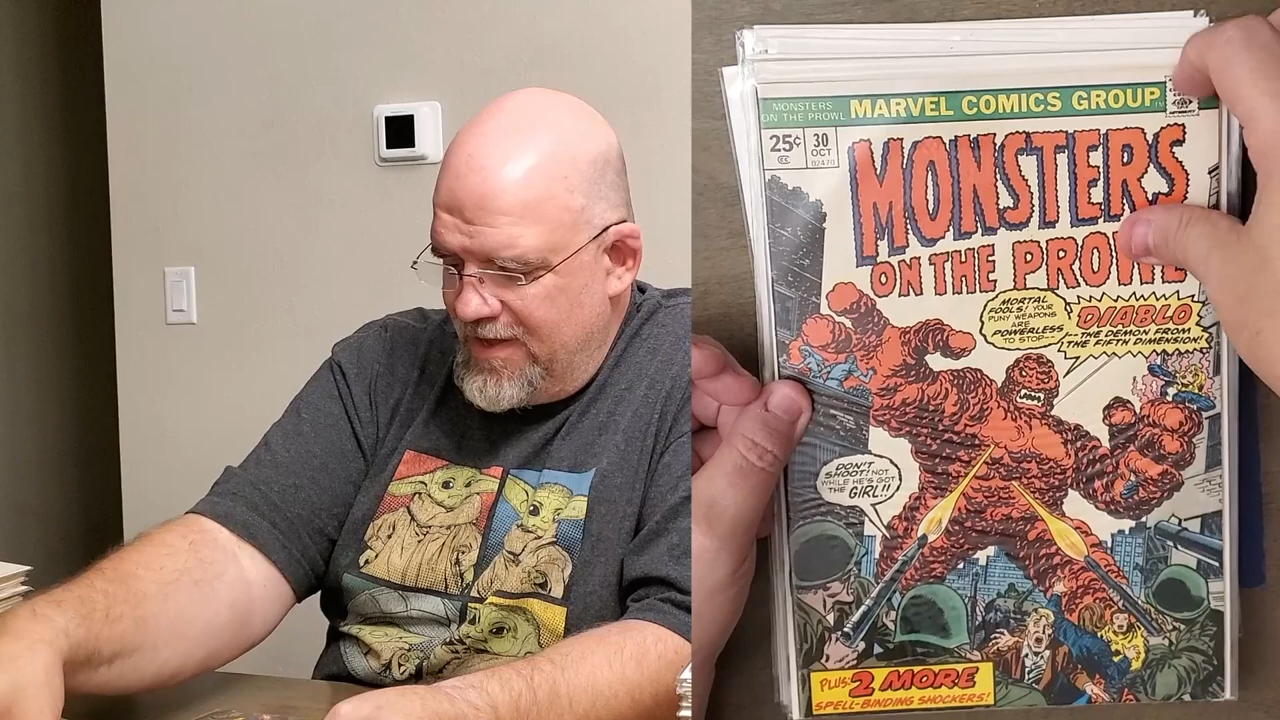 MONSTERS
ON THE PROWL
MARVEL COMICS GROUP
25¢
CC
30
OCT
02470
MONSTERS
ON THE PROWL
MORTAL
FOOLS! YOUR
PUNY WEAPONS
ARE
POWERLESS
TO STOP--
DIABLO
--THE DEMON FROM
THE FIFTH DIMENSION!
DON'T
SHOOT! NOT
WHILE HE'S GOT
THE GIRL!!
PLUS: 2 MORE
SPELL-BINDING SHOCKERS!